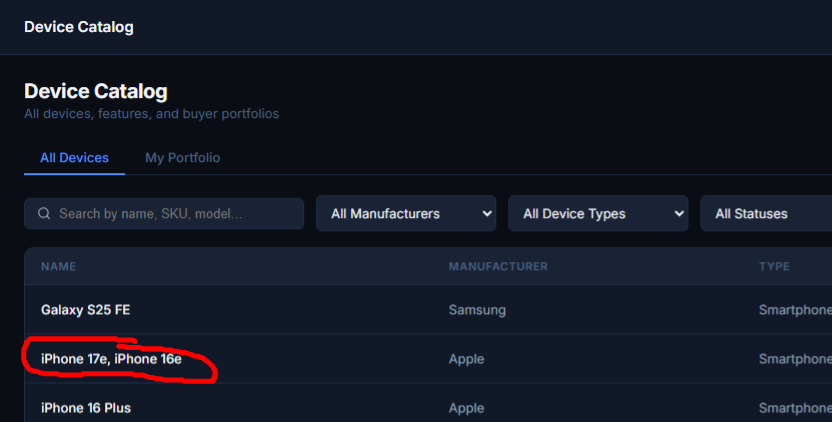 Device Catalog
Device Catalog
All devices, features, and buyer portfolios
All Devices My Portfolio
Search by name, SKU, model... All Manufacturers All Device Types All Statuses
NAME MANUFACTURER TYPE
Galaxy S25 FE Samsung Smartphone
iPhone 17e, iPhone 16e Apple Smartphone
iPhone 16 Plus Apple Smartphone